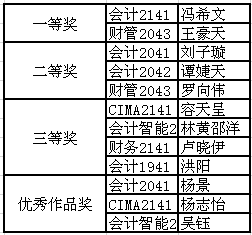 一等奖 会计2141 冯希文
财管2043 王豪天
二等奖 会计2041 刘子璇
会计2042 谭婕天
财管2043 罗向伟
三等奖 CIMA2141 容天呈
会计智能2 林黄邵洋
财务2141 卢晓伊
会计1941 洪阳
优秀作品奖 会计2041 杨景
CIMA2141 杨志怡
会计智能2 吴钰